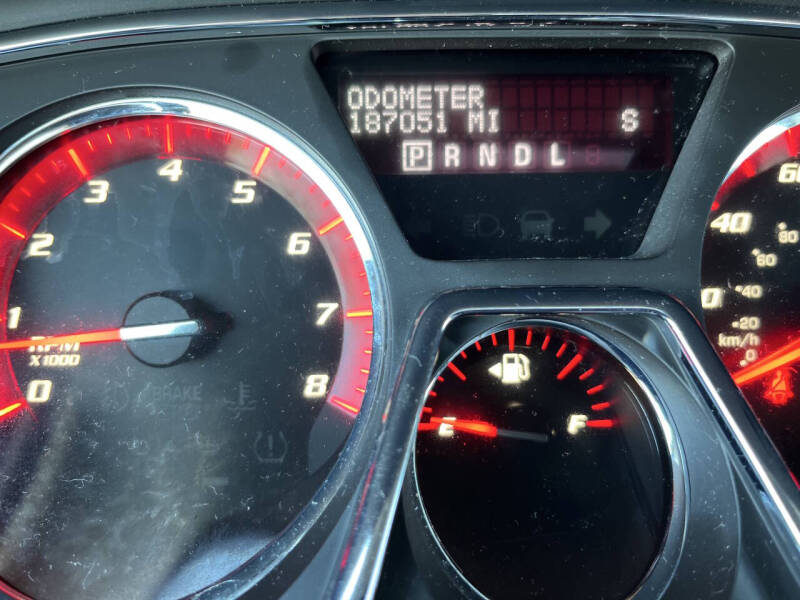 ODOMETER
187051 MI S
P R N D L
0 1 2 3 4 5 6 7 8
RPM
X1000
BRAKE
E F
0 40 60
0 20 40 60 80
km/h